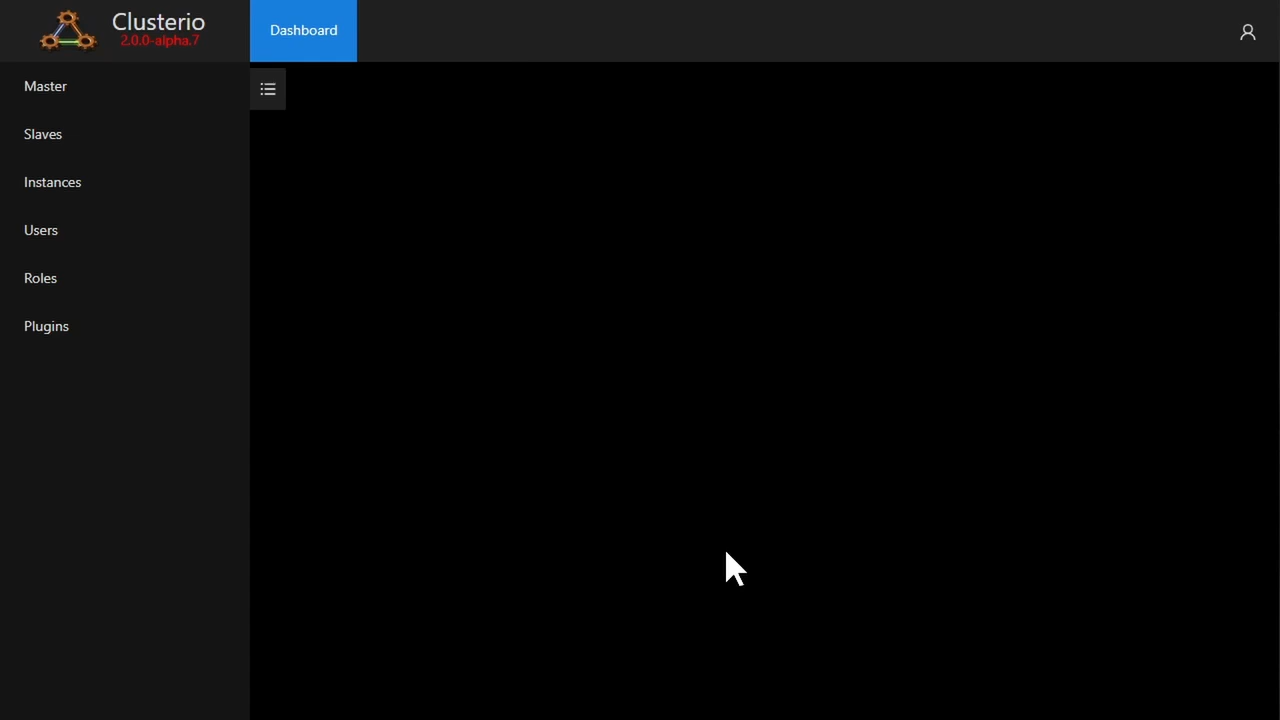 Clusterio
2.0.0-alpha.7
Dashboard
Master
Slaves
Instances
Users
Roles
Plugins